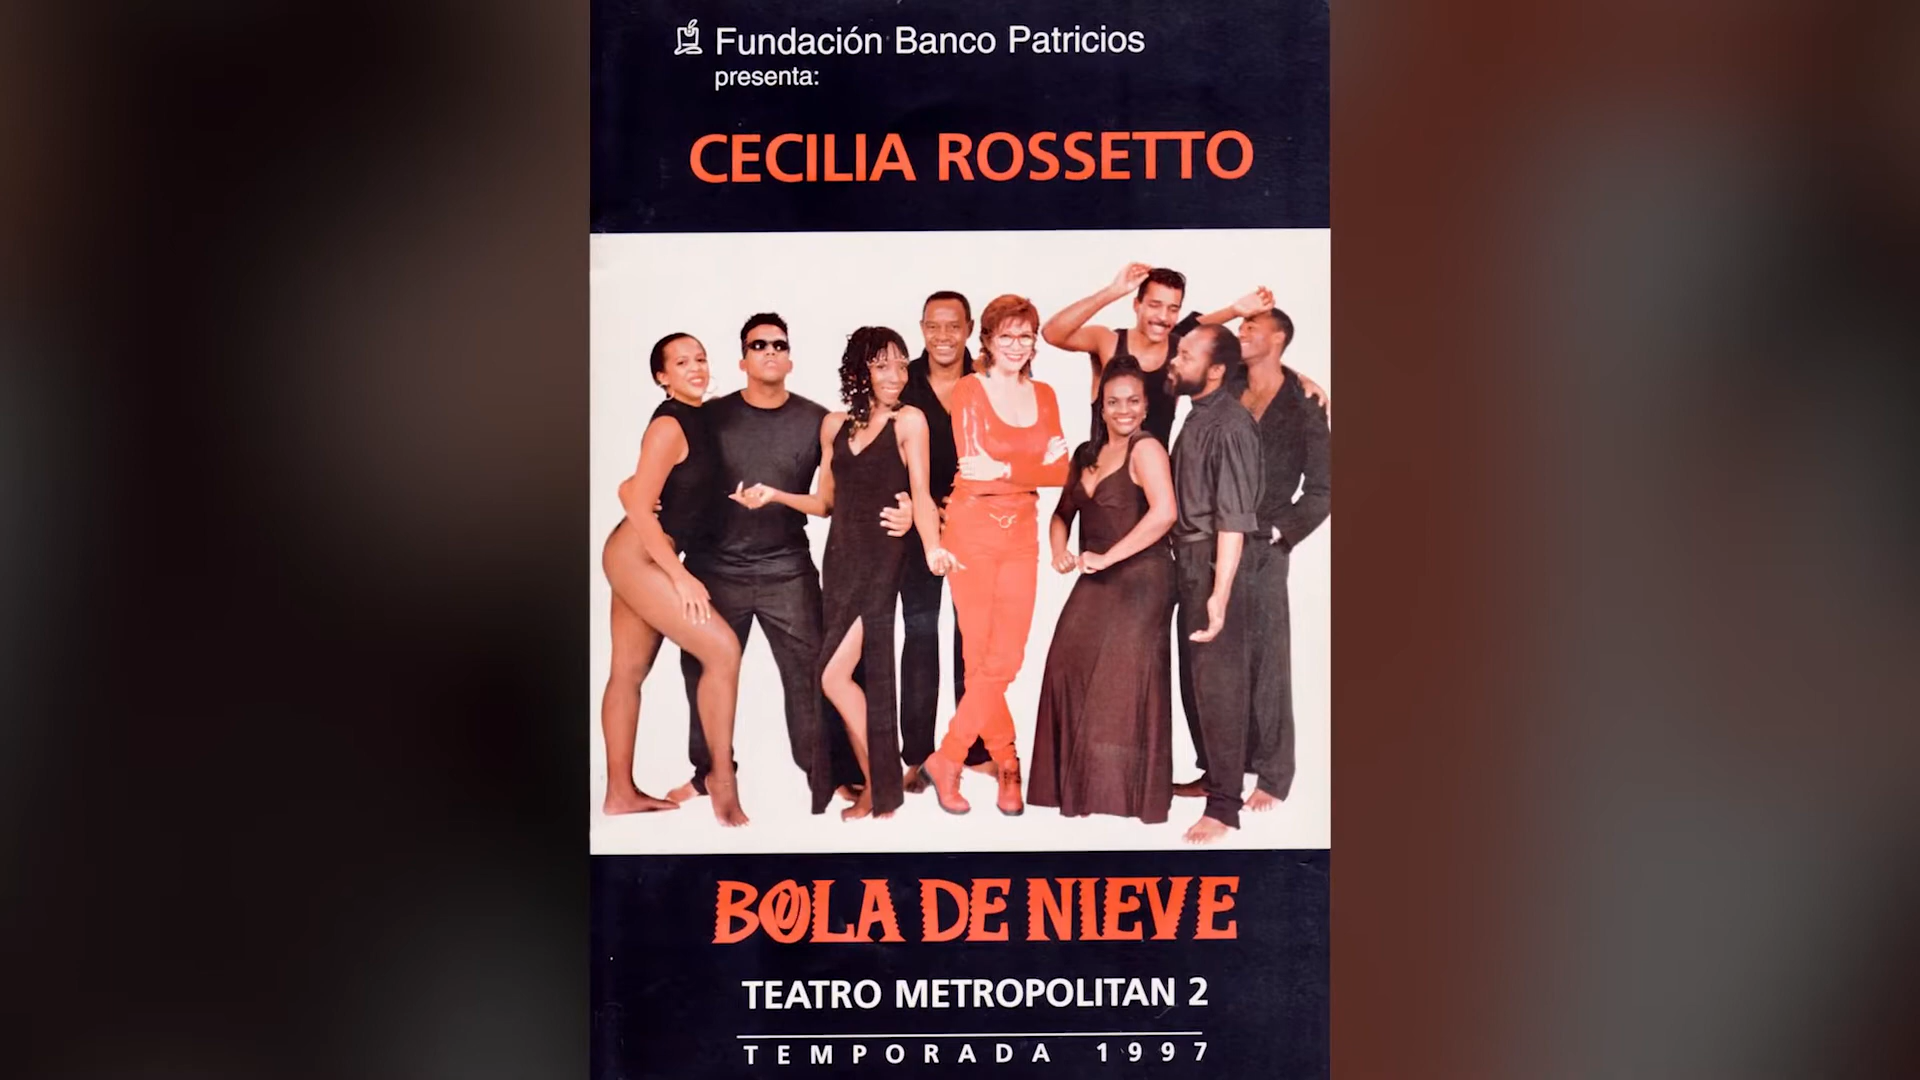 Fundación Banco Patricios
presenta:
CECILIA ROSSETTO
BOLA DE NIEVE
TEATRO METROPOLITAN 2
TEMPORADA 1997